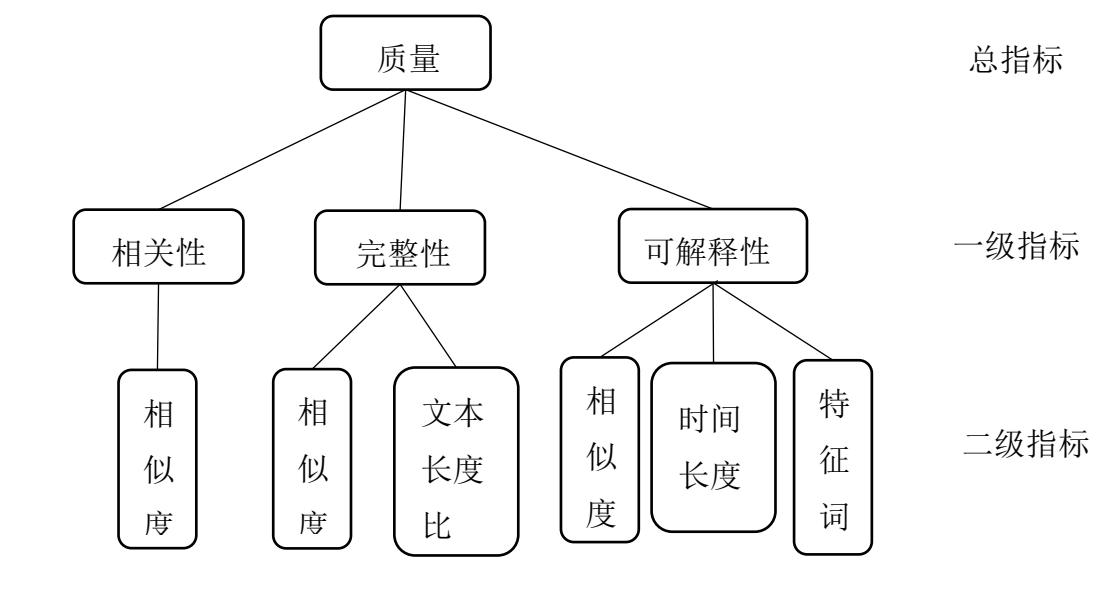 质量
总指标
相关性
完整性
可解释性
一级指标
相
似
度
相
似
度
文本
长度
比
相
似
度
时间
长度
特
征
词
二级指标